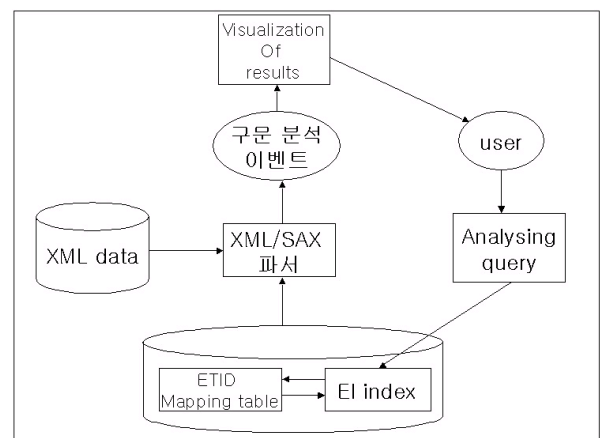 Visualization
Of
results
구문 분석
이벤트
user
XML data
XML/SAX
파서
Analysing
query
ETID
Mapping table
EI index